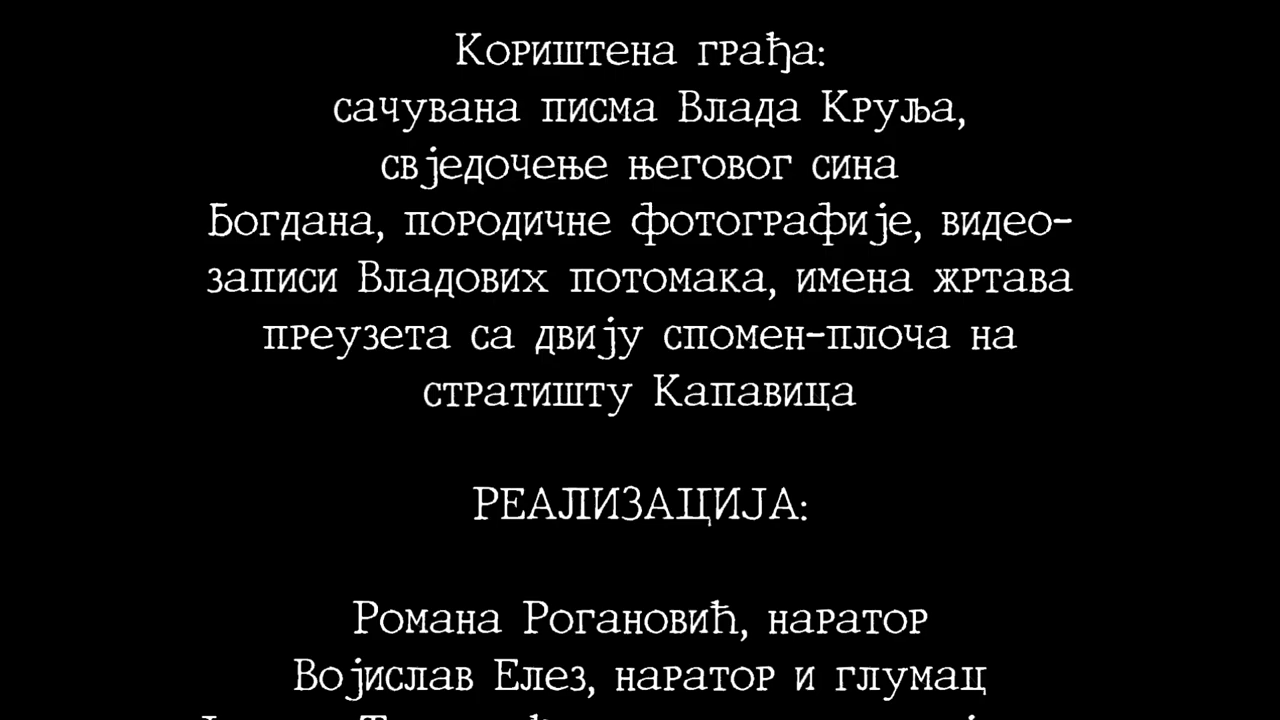 Кориштена грађа:
сачувана писма Влада Круља,
свједочење његовог сина
Богдана, породичне фотографије, видео-
записи Владових потомака, имена жртава
преузета са двију спомен-плоча на
стратишту Капавица
РЕАЛИЗАЦИЈА:
Романа Рогановић, наратор
Војислав Елез, наратор и глумац